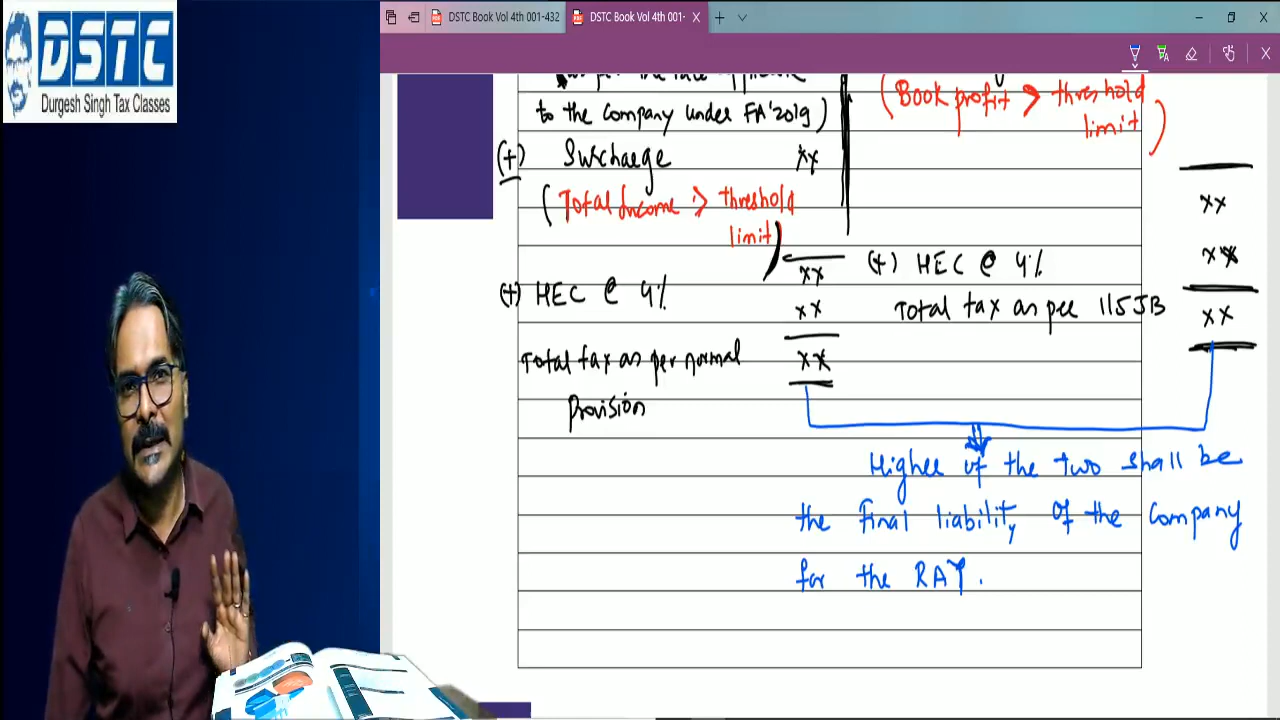 DSTC
Durgesh Singh Tax Classes
DSTC Book Vol 4th 001-432
DSTC Book Vol 4th 001-
to the Company under FA'2019)
(+) Surcharge xx
(Total Income > threshold
limit)
xx
(+) HEC @ 4%
xx
Total tax as per normal xx
Provision
(Book profit > threshold
limit)
xx
(+) HEC @ 4% xx
Total tax as per 115JB xx
Higher of the two shall be
the Final liability of the Company
for the RAY.